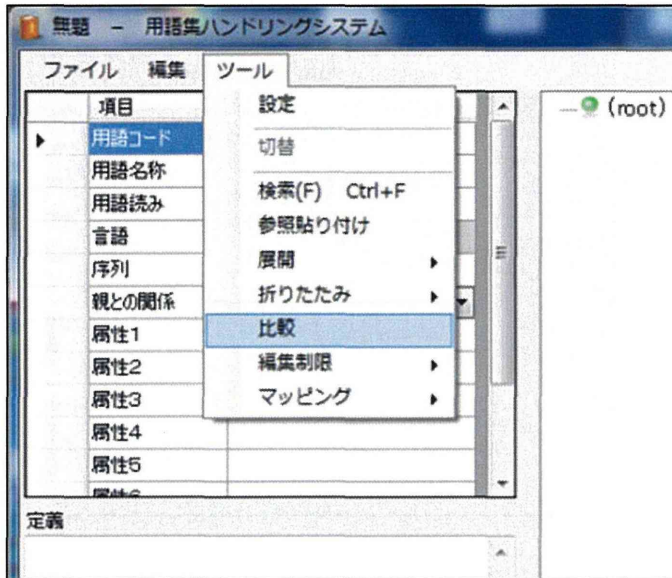 無題 － 用語集ハンドリングシステム
ファイル 編集 ツール
項目
用語コード
用語名称
用語読み
言語
序列
親との関係
属性1
属性2
属性3
属性4
属性5
属性6
定義
設定
切替
検索(F) Ctrl+F
参照貼り付け
展開
折りたたみ
比較
編集制限
マッピング
(root)